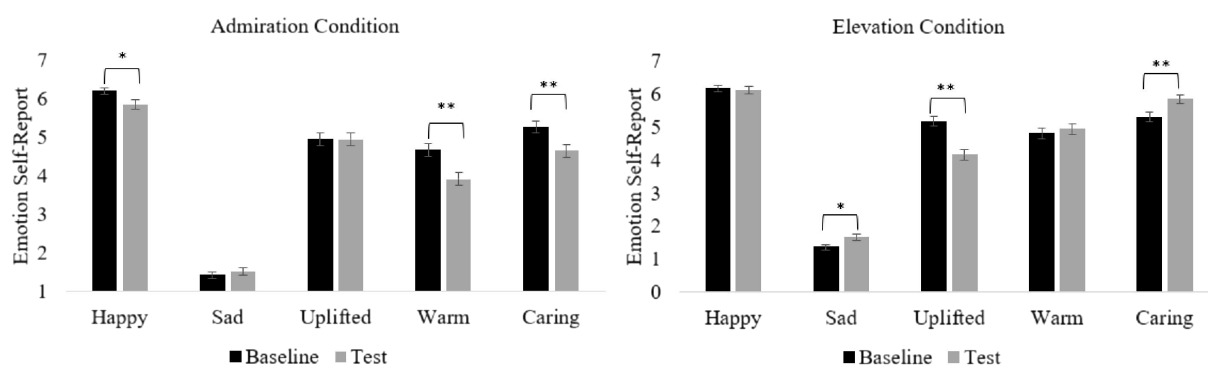 Admiration Condition
Emotion Self-Report
7
6
5
4
3
2
1
*
**
**
Happy Sad Uplifted Warm Caring
Baseline Test
Elevation Condition
Emotion Self-Report
7
6
5
4
3
2
1
0
*
**
**
Happy Sad Uplifted Warm Caring
Baseline Test